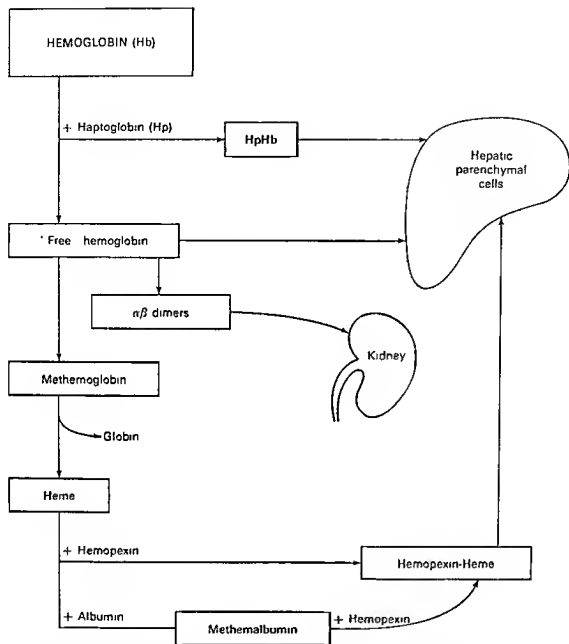 HEMOGLOBIN (Hb)
+ Haptoglobin (Hp)
HpHb
Hepatic
parenchymal
cells
Free hemoglobin
αβ dimers
Kidney
Methemoglobin
Globin
Heme
+ Hemopexin
Hemopexin-Heme
+ Albumin
Methemalbumin
+ Hemopexin